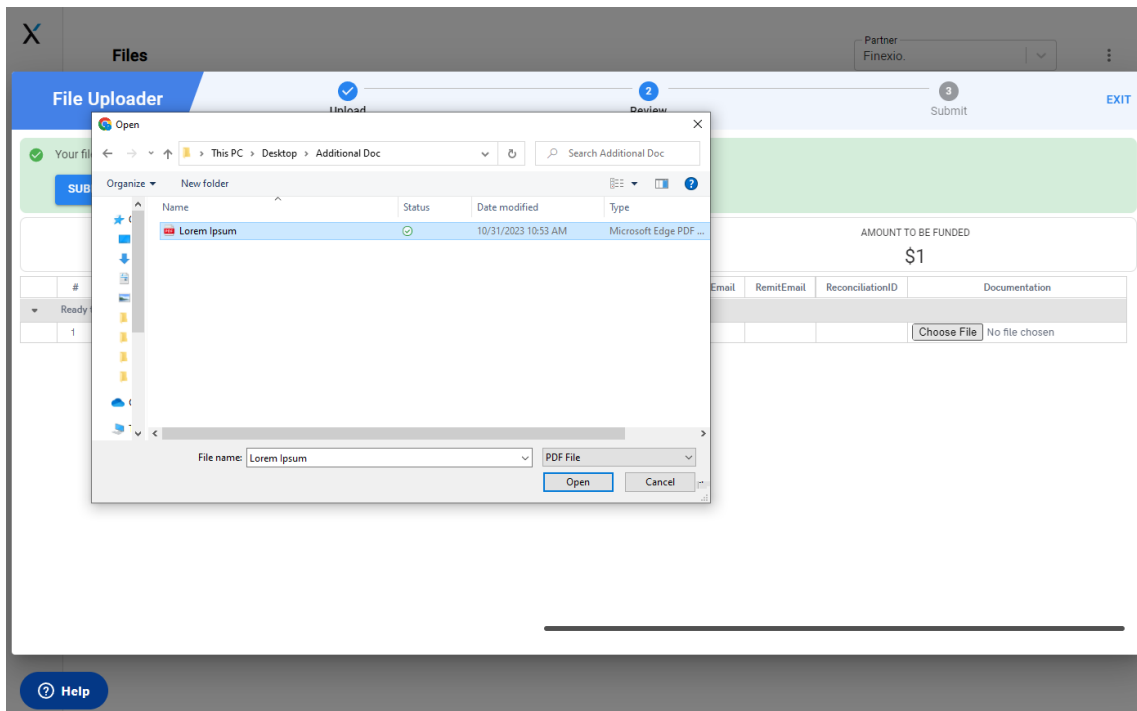 Files
Partner
Finexio.
File Uploader
Upload
2
Review
3
Submit
EXIT
Open
Your fil
This PC > Desktop > Additional Doc
Search Additional Doc
SUB
Organize
New folder
Name
Status
Date modified
Type
Lorem Ipsum
10/31/2023 10:53 AM
Microsoft Edge PDF ...
AMOUNT TO BE FUNDED
$1
#
Email
RemitEmail
ReconciliationID
Documentation
Ready
1
Choose File No file chosen
File name: Lorem Ipsum
PDF File
Open
Cancel
Help